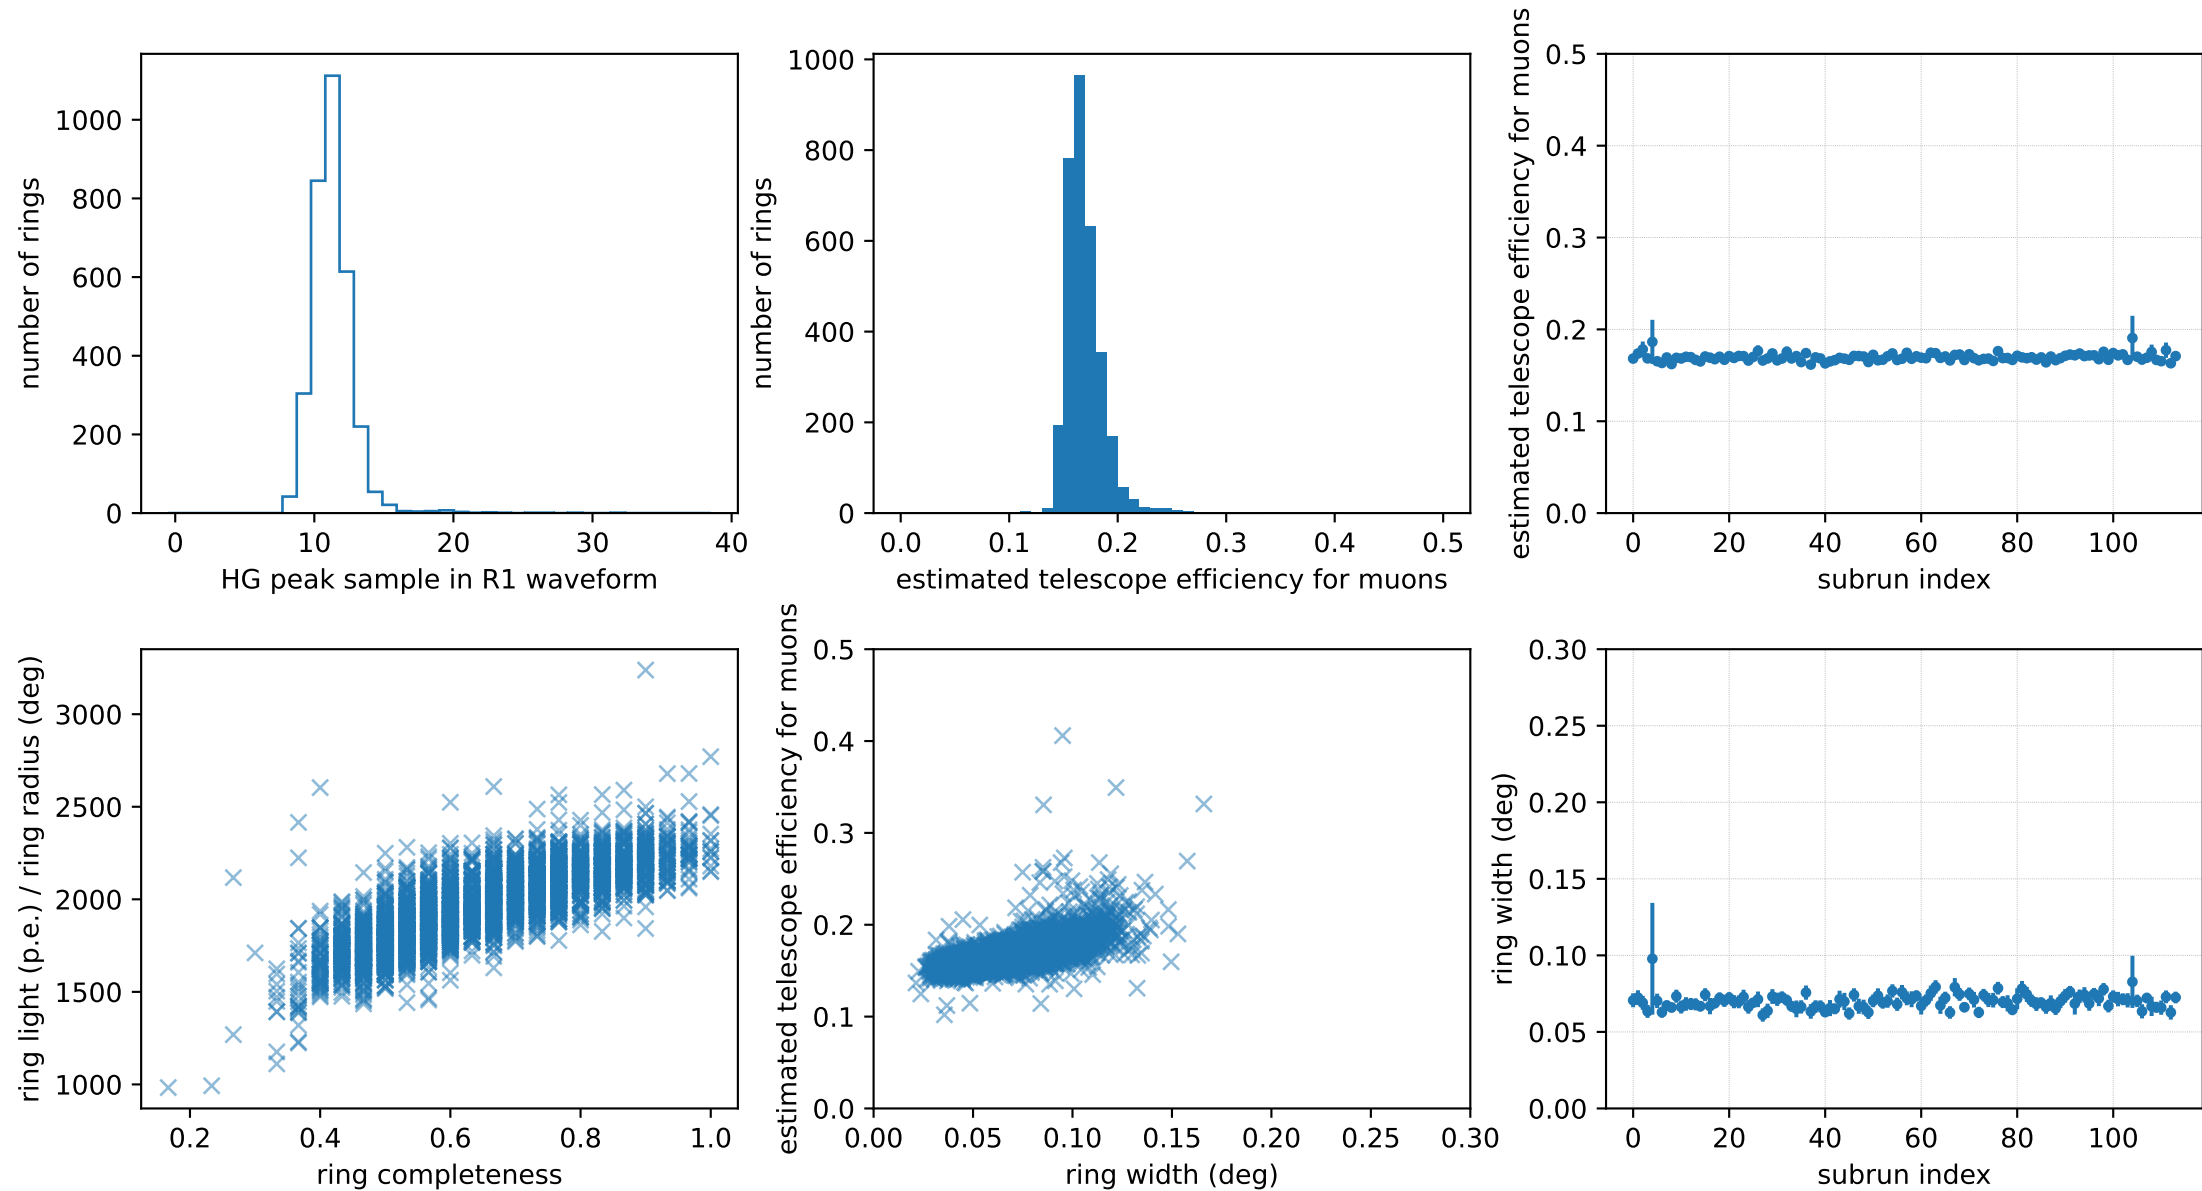 number of rings
1000
800
600
400
200
0
0 10 20 30 40
HG peak sample in R1 waveform
number of rings
1000
800
600
400
200
0
0.0 0.1 0.2 0.3 0.4 0.5
estimated telescope efficiency for muons
estimated telescope efficiency for muons
0.5
0.4
0.3
0.2
0.1
0.0
0 20 40 60 80 100
subrun index
ring light (p.e.) / ring radius (deg)
3000
2500
2000
1500
1000
0.2 0.4 0.6 0.8 1.0
ring completeness
estimated telescope efficiency for muons
0.5
0.4
0.3
0.2
0.1
0.0
0.00 0.05 0.10 0.15 0.20 0.25 0.30
ring width (deg)
ring width (deg)
0.30
0.25
0.20
0.15
0.10
0.05
0.00
0 20 40 60 80 100
subrun index